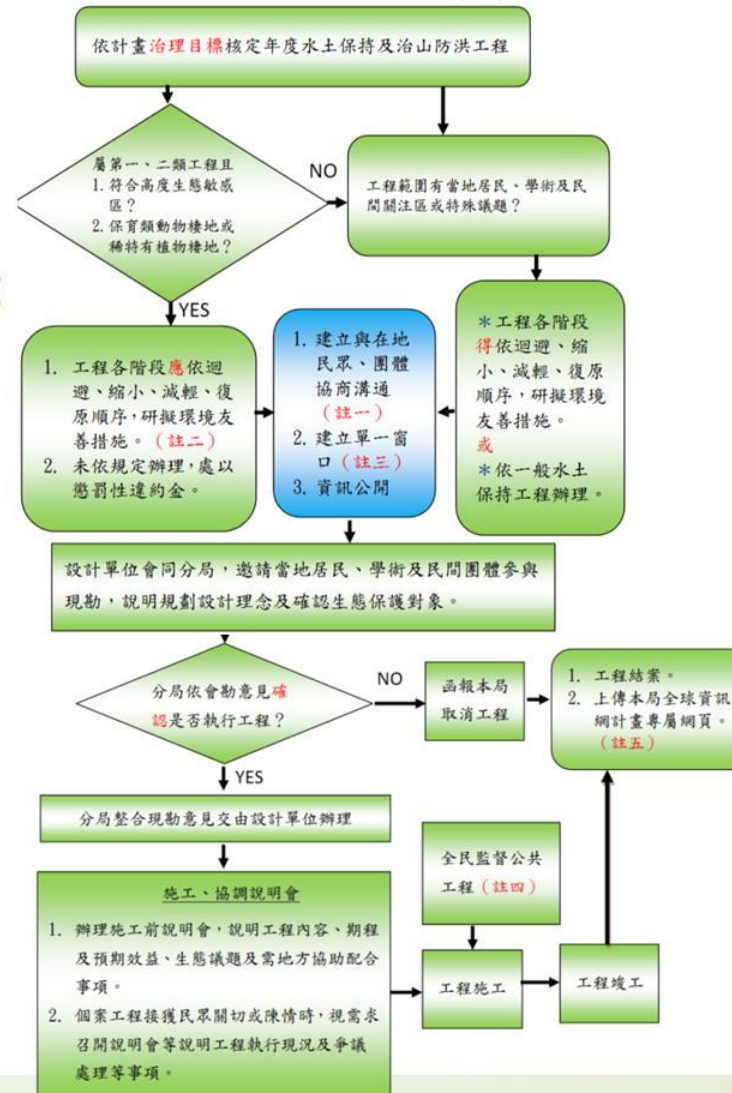 依計畫治理目標核定年度水土保持及治山防洪工程
屬第一、二類工程且
1. 符合高度生態敏感
區？
2. 保育類動物棲地或
稀特有植物棲地？
NO
工程範圍有當地居民、學術及民
間關注區或特殊議題？
YES
1. 工程各階段應依迴
避、縮小、減輕、復
原順序，研擬環境友
善措施。（註二）
2. 未依規定辦理，處以
懲罰性違約金。
1. 建立與在地
民眾、團體
協商溝通
（註一）
2. 建立單一窗
口（註三）
3. 資訊公開
＊工程各階段
得依迴避、縮
小、減輕、復原
順序，研擬環境
友善措施。
或
＊依一般水土
保持工程辦理。
設計單位會同分局，邀請當地居民、學術及民間團體參與
現勘，說明規劃設計理念及確認生態保護對象。
分局依會勘意見確
認是否執行工程？
NO
函報本局
取消工程
1. 工程結案。
2. 上傳本局全球資訊
網計畫專屬網頁。
（註五）
YES
分局整合現勘意見交由設計單位辦理
施工、協調說明會
1. 辦理施工前說明會，說明工程內容、期程
及預期效益、生態議題及需地方協助配合
事項。
2. 個案工程接獲民眾關切或陳情時，視需求
召開說明會等說明工程執行現況及爭議
處理等事項。
全民監督公共
工程（註四）
工程施工
工程竣工